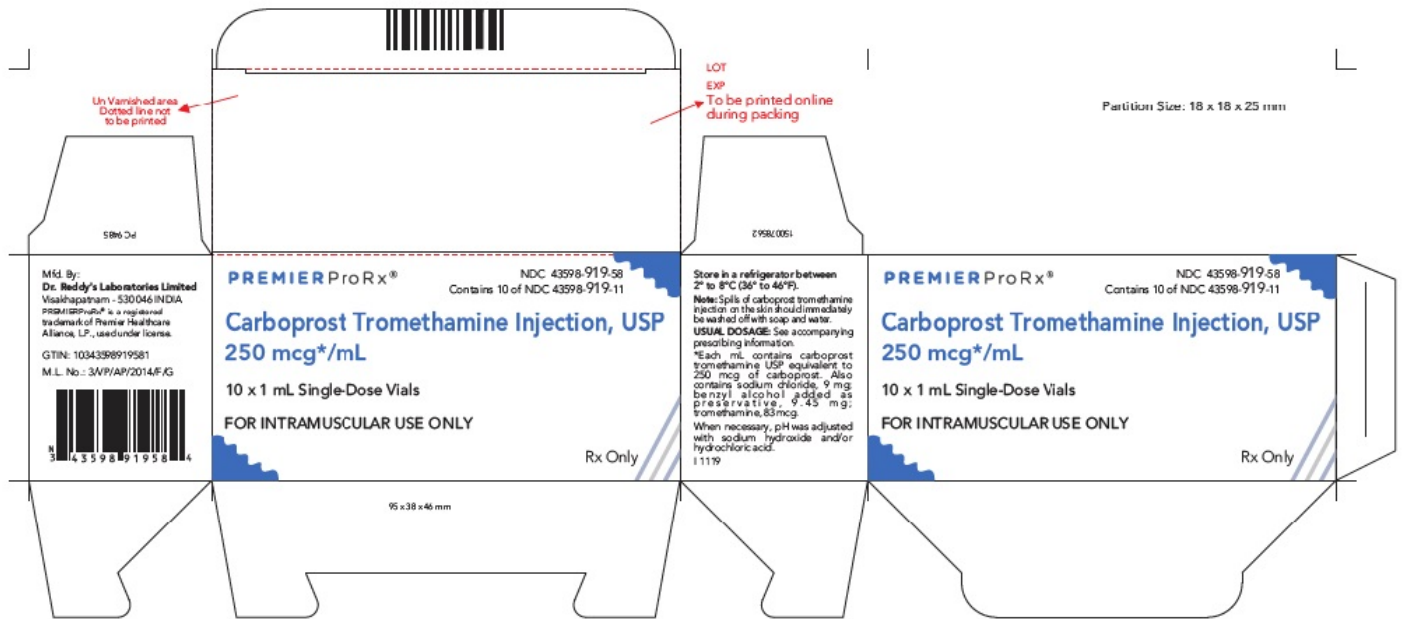 LOT
EXP
To be printed online
during packing
Un Varnished area
Dotted line not
to be printed
Partition Size: 18 x 18 x 25 mm
PC 948S
150078562
Mfd. By:
Dr. Reddy's Laboratories Limited
Visakhapatnam - 530 046 INDIA
PREMIERProRx® is a registered
trademark of Premier Healthcare
Alliance, L.P., used under license.
GTIN: 10343598919581
M.L. No.: 3/VP/AP/2014/F/G
N
3 43598 91958 4
PREMIERProRx®
NDC 43598-919-58
Contains 10 of NDC 43598-919-11
Carboprost Tromethamine Injection, USP
250 mcg*/mL
10 x 1 mL Single-Dose Vials
FOR INTRAMUSCULAR USE ONLY
Rx Only
Store in a refrigerator between
2° to 8°C (36° to 46°F).
Note: Spills of carboprost tromethamine
injection on the skin should immediately
be washed off with soap and water.
USUAL DOSAGE: See accompanying
prescribing information.
*Each mL contains carboprost
tromethamine USP equivalent to
250 mcg of carboprost. Also
contains sodium chloride, 9 mg;
benzyl alcohol added as
preservative, 9.45 mg;
tromethamine, 83 mcg.
When necessary, pH was adjusted
with sodium hydroxide and/or
hydrochloric acid.
I 1119
PREMIERProRx®
NDC 43598-919-58
Contains 10 of NDC 43598-919-11
Carboprost Tromethamine Injection, USP
250 mcg*/mL
10 x 1 mL Single-Dose Vials
FOR INTRAMUSCULAR USE ONLY
Rx Only
95 x 38 x 46 mm